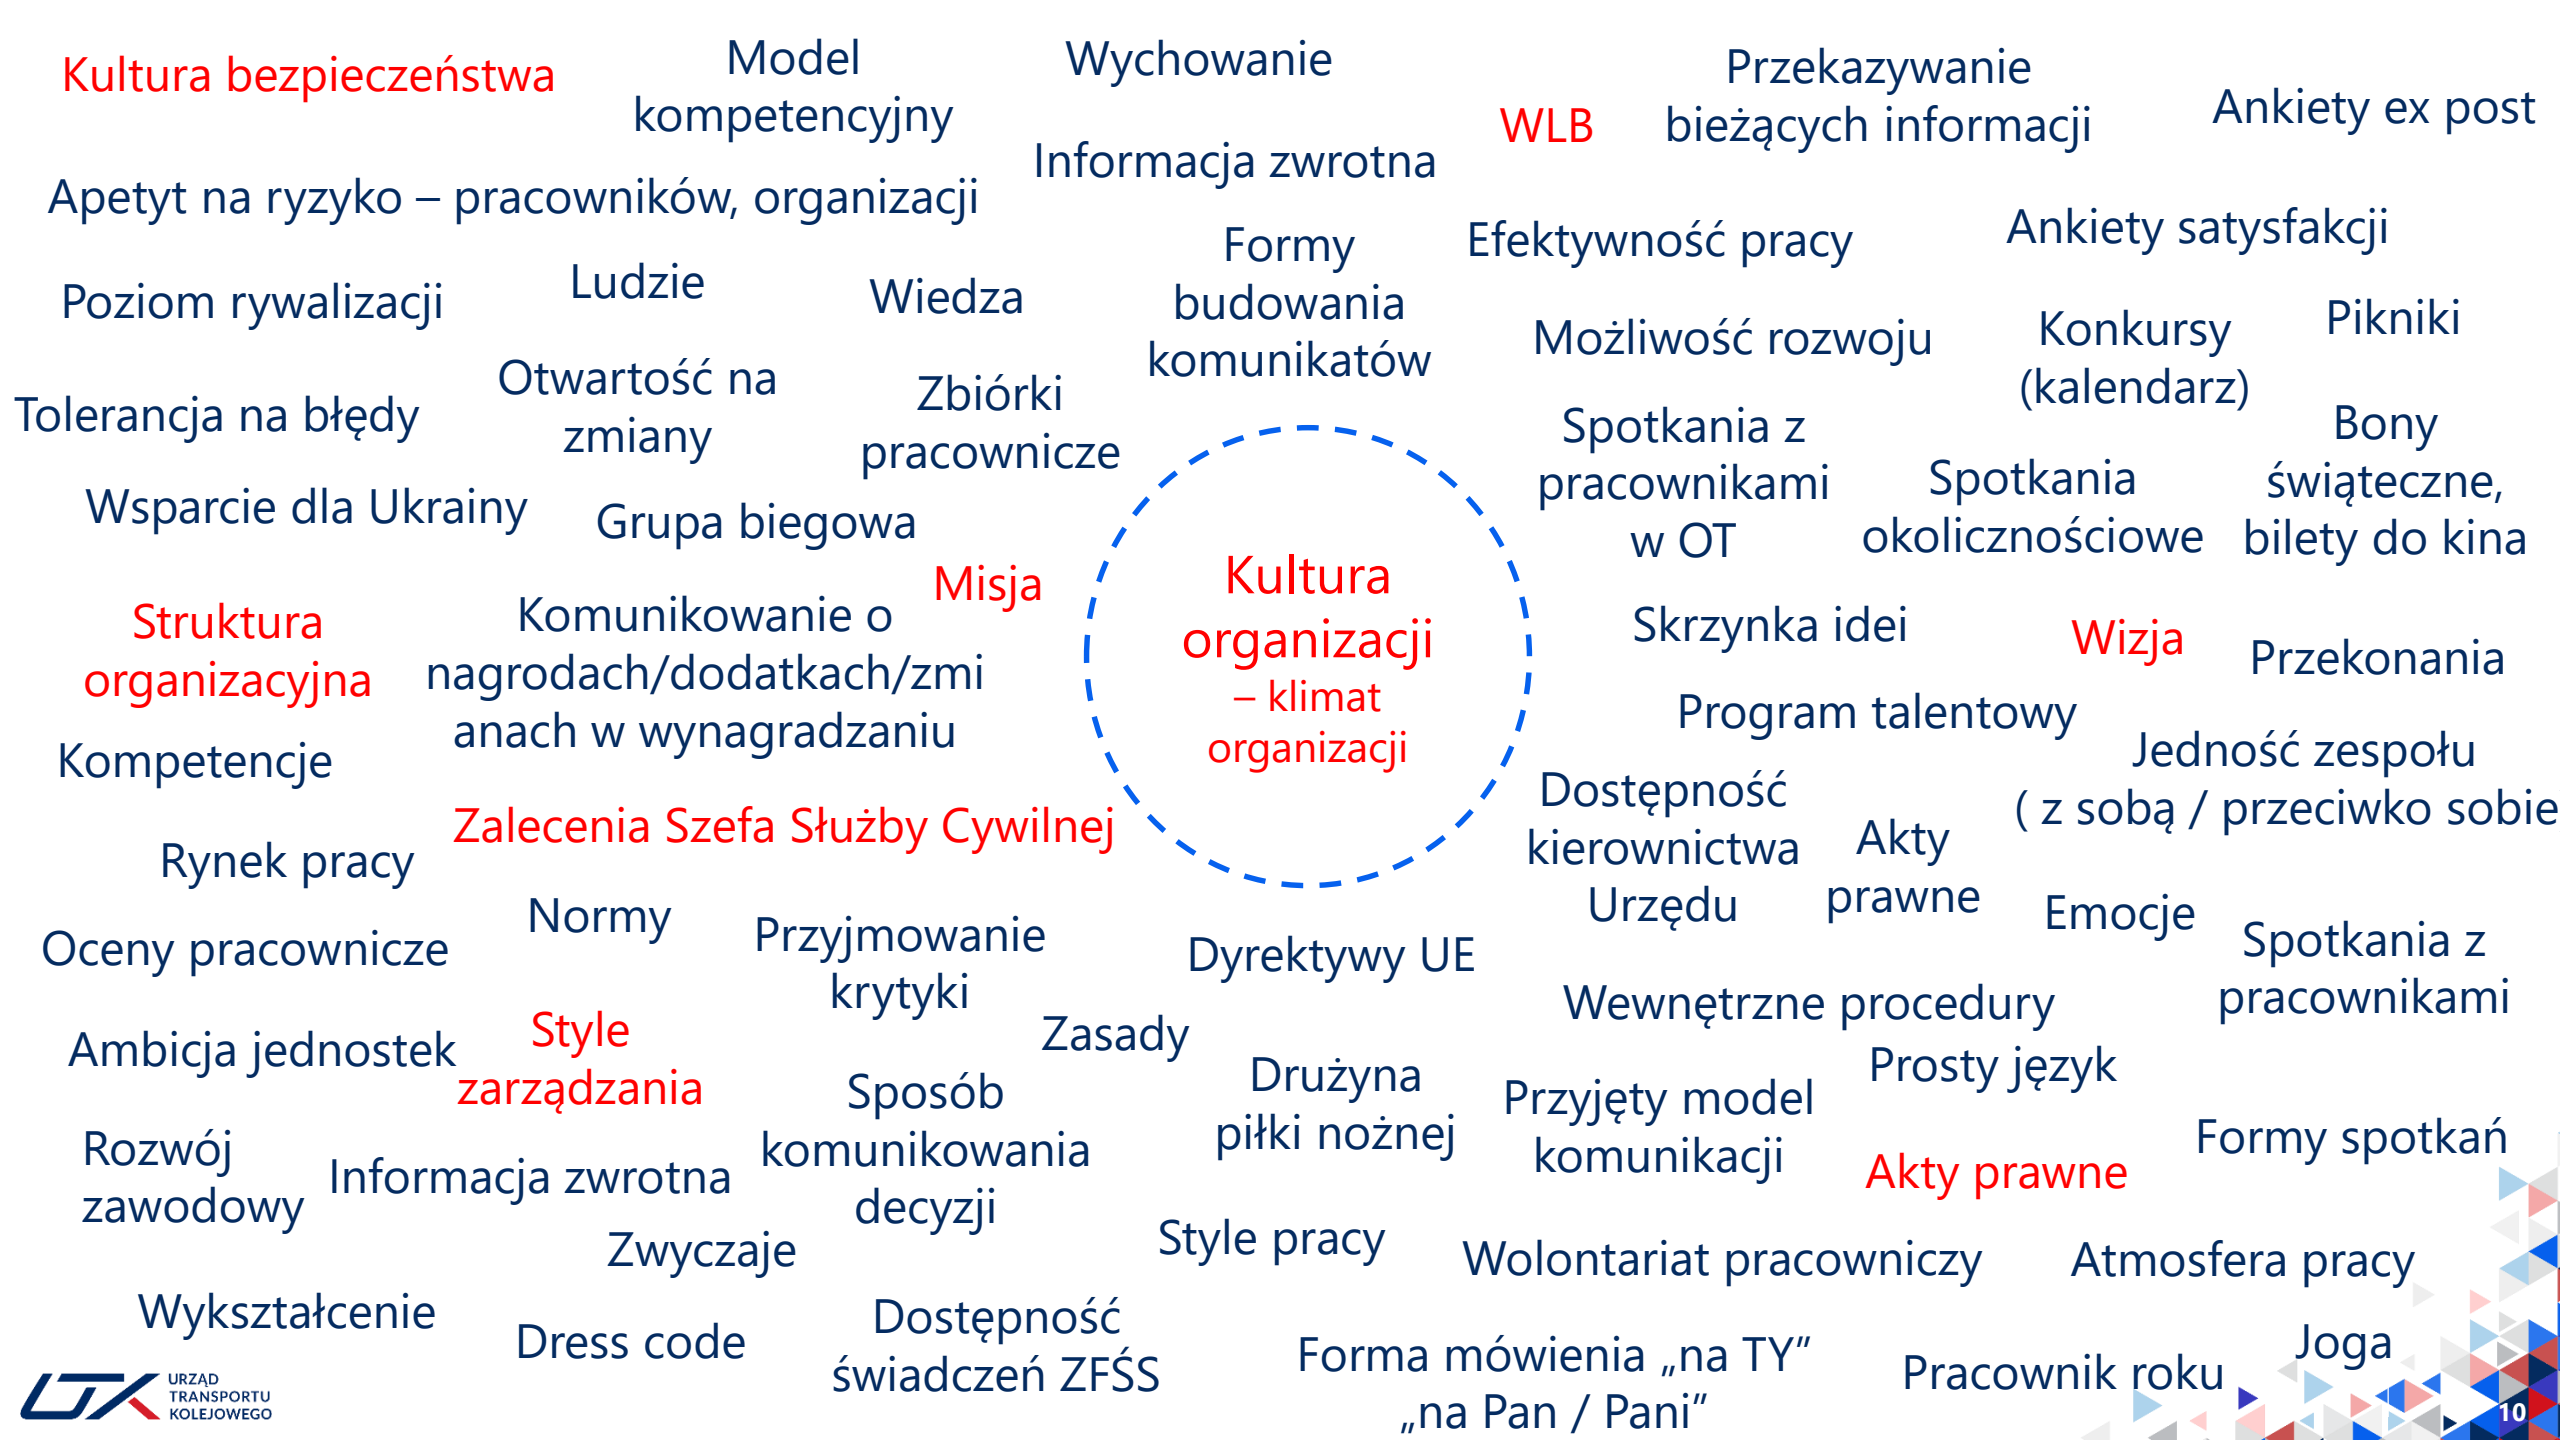 Kultura bezpieczeństwa
Model
kompetencyjny
Wychowanie
WLB
Przekazywanie
bieżących informacji
Ankiety ex post
Informacja zwrotna
Apetyt na ryzyko – pracowników, organizacji
Formy
budowania
komunikatów
Efektywność pracy
Ankiety satysfakcji
Poziom rywalizacji
Ludzie
Wiedza
Możliwość rozwoju
Konkursy
(kalendarz)
Pikniki
Tolerancja na błędy
Otwartość na
zmiany
Zbiórki
pracownicze
Spotkania z
pracownikami
w OT
Spotkania
okolicznościowe
Bony
świąteczne,
bilety do kina
Wsparcie dla Ukrainy
Grupa biegowa
Misja
Kultura
organizacji
– klimat
organizacji
Struktura
organizacyjna
Komunikowanie o
nagrodach/dodatkach/zmi
anach w wynagradzaniu
Skrzynka idei
Wizja
Przekonania
Program talentowy
Kompetencje
Jedność zespołu
( z sobą / przeciwko sobie
Zalecenia Szefa Służby Cywilnej
Dostępność
kierownictwa
Urzędu
Akty
prawne
Rynek pracy
Normy
Przyjmowanie
krytyki
Dyrektywy UE
Emocje
Spotkania z
pracownikami
Oceny pracownicze
Wewnętrzne procedury
Ambicja jednostek
Style
zarządzania
Zasady
Prosty język
Sposób
komunikowania
decyzji
Drużyna
piłki nożnej
Przyjęty model
komunikacji
Formy spotkań
Rozwój
zawodowy
Informacja zwrotna
Akty prawne
Zwyczaje
Style pracy
Wolontariat pracowniczy
Atmosfera pracy
Wykształcenie
Dress code
Dostępność
świadczeń ZFŚS
Forma mówienia „na TY”
„na Pan / Pani”
Pracownik roku
Joga
UTK
URZĄD
TRANSPORTU
KOLEJOWEGO
10